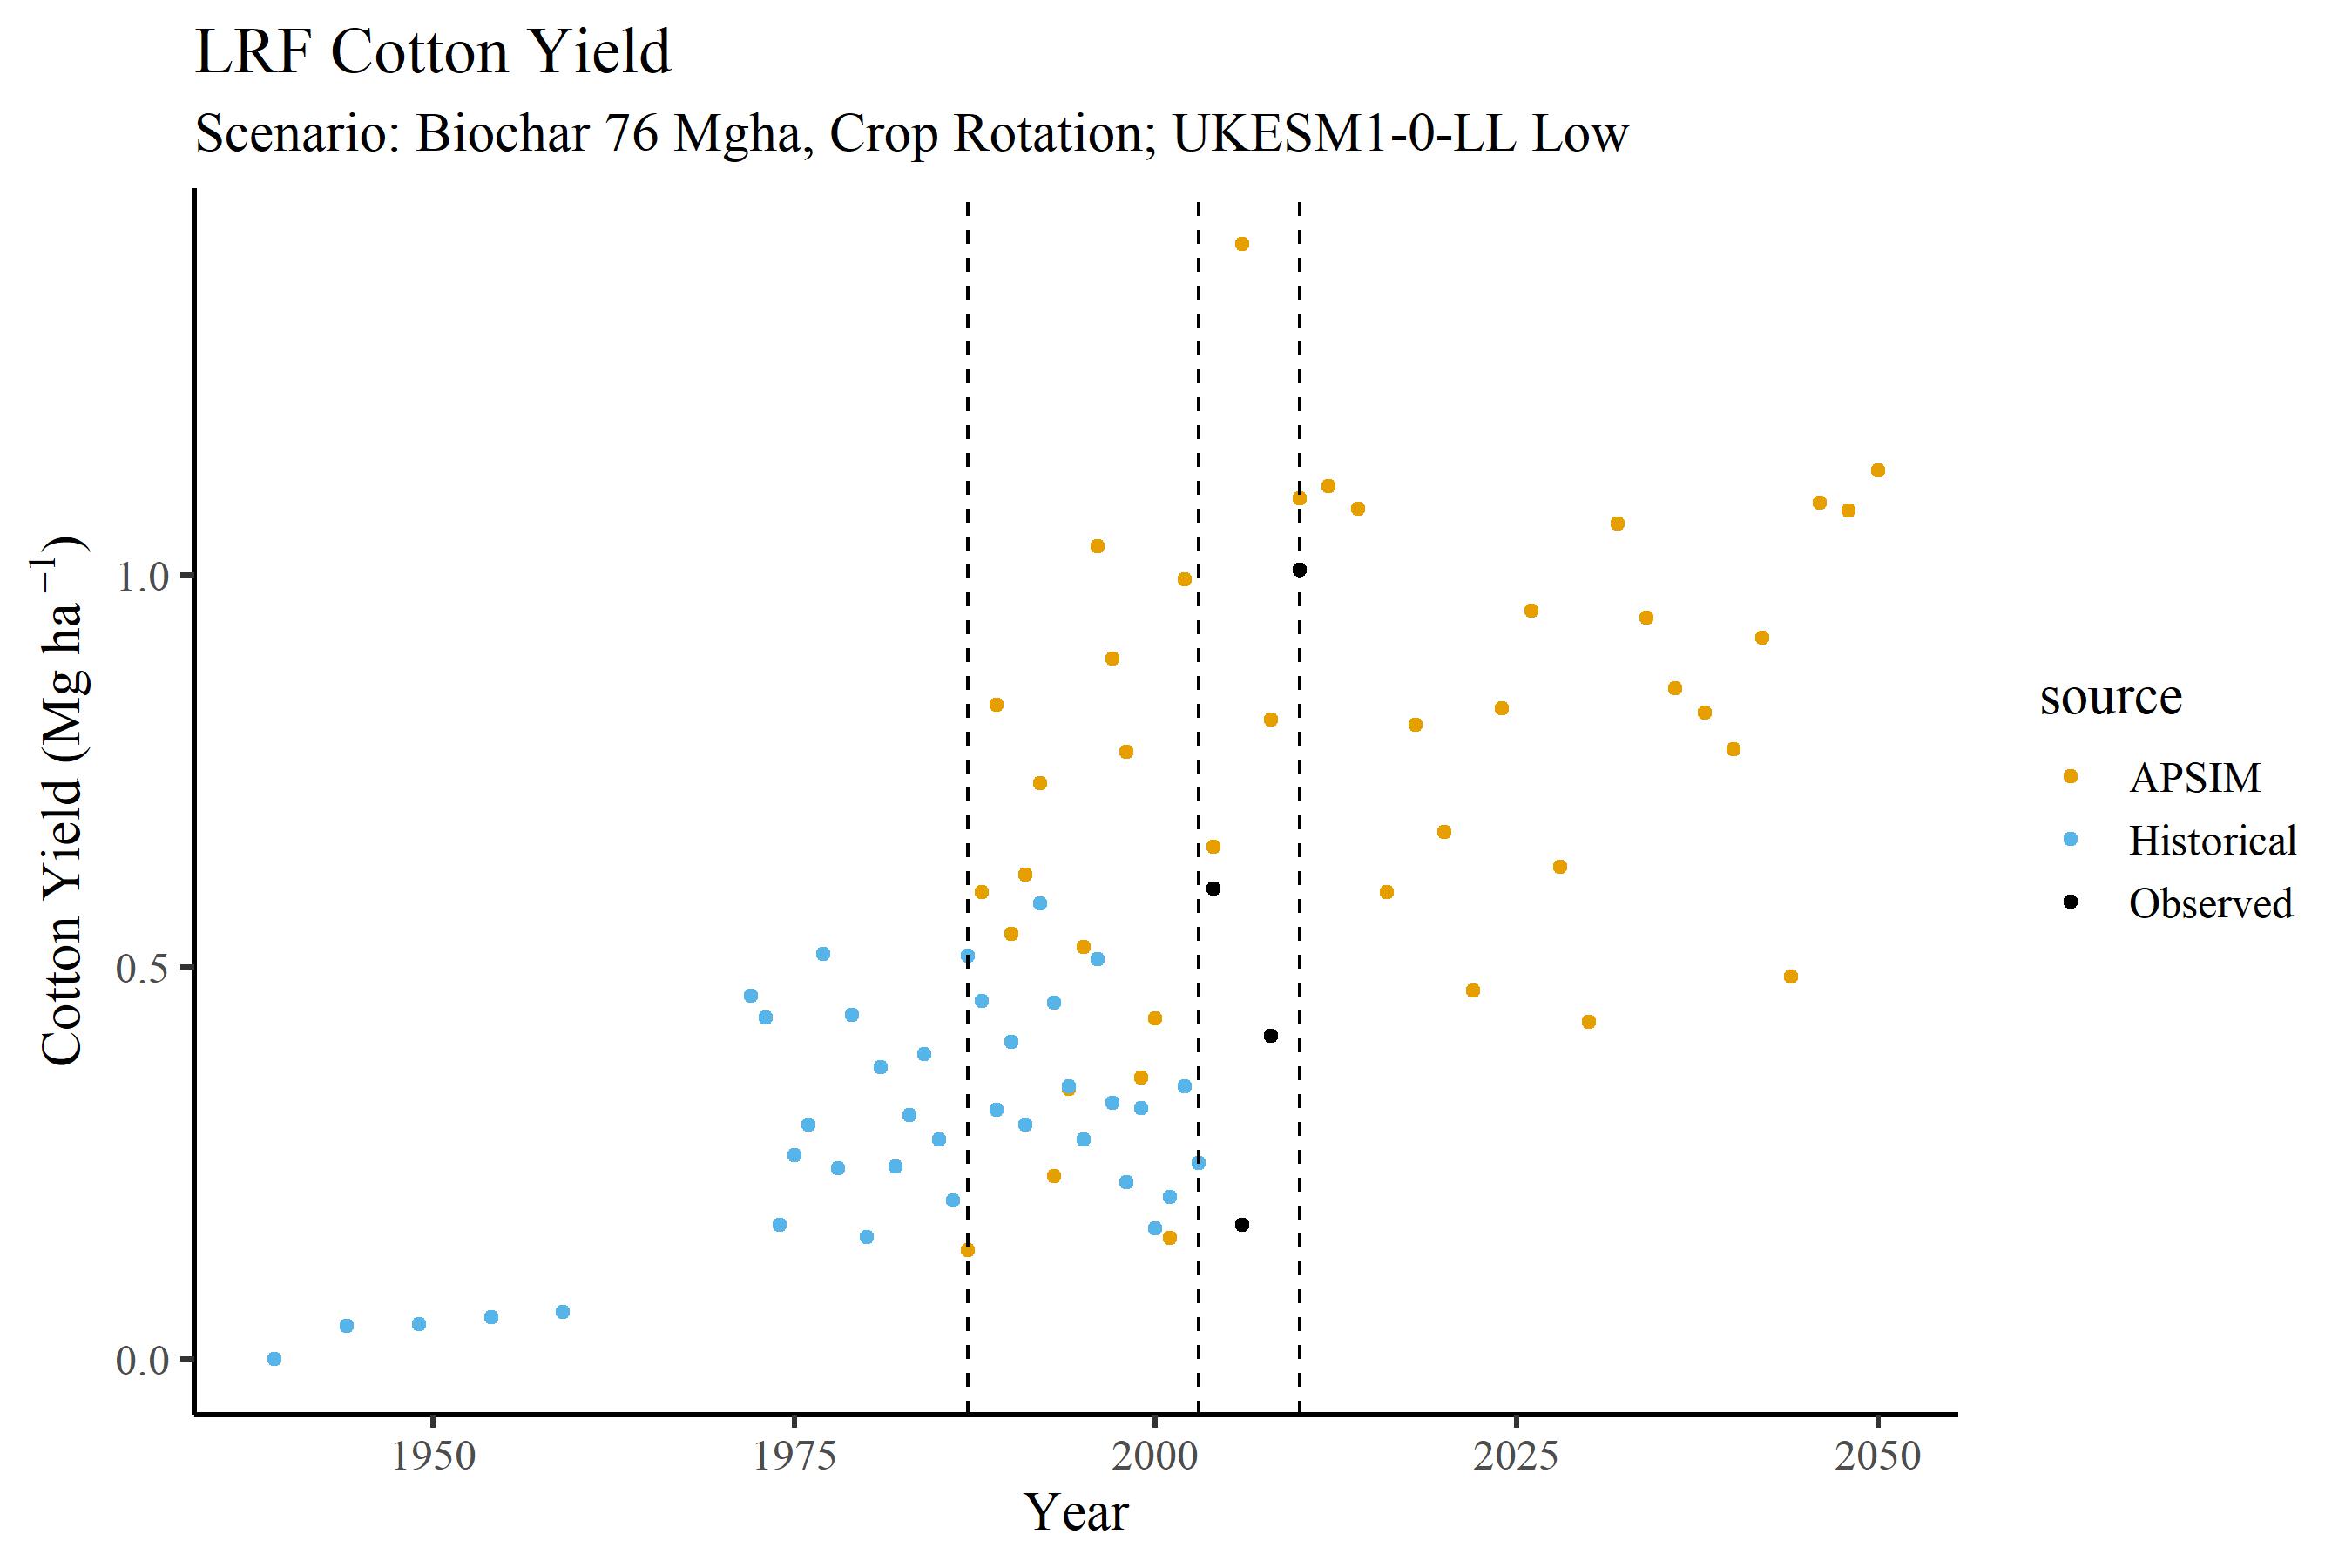 LRF Cotton Yield
Scenario: Biochar 76 Mgha, Crop Rotation; UKESM1-0-LL Low
Cotton Yield (Mg ha −1)
1.0
0.5
0.0
1950 1975 2000 2025 2050
Year
source
APSIM
Historical
Observed